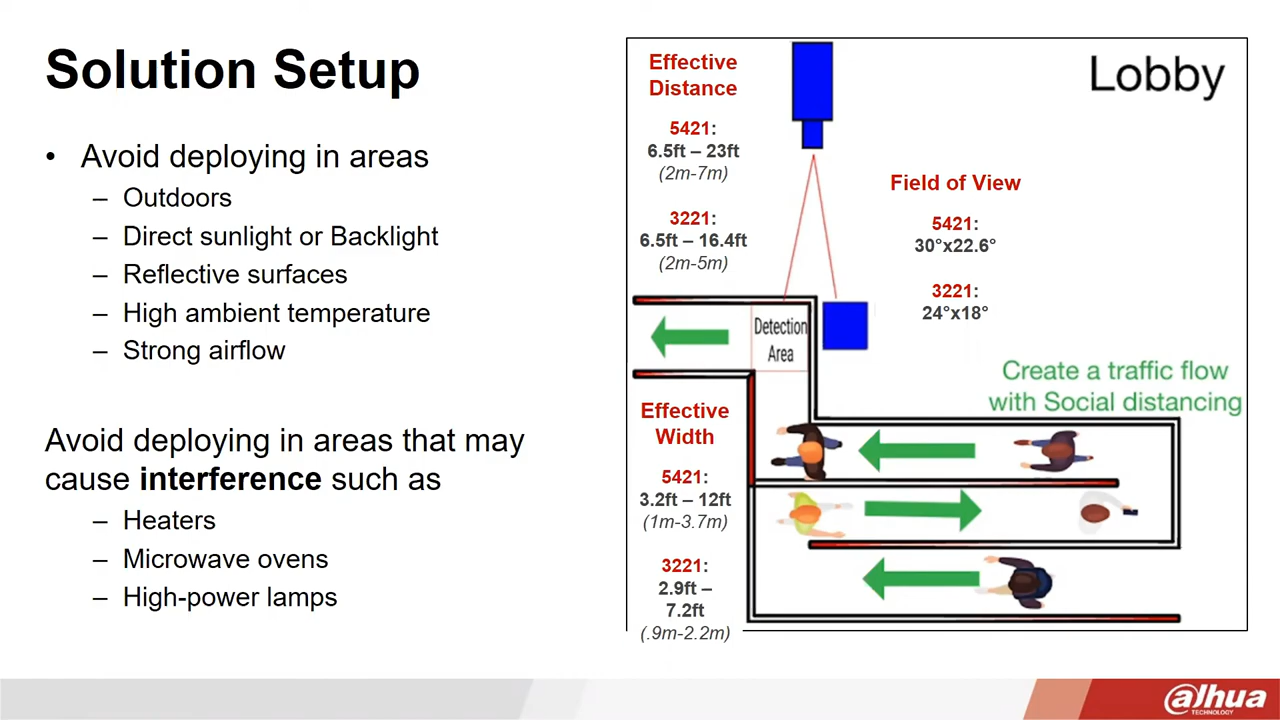 Solution Setup
• Avoid deploying in areas
– Outdoors
– Direct sunlight or Backlight
– Reflective surfaces
– High ambient temperature
– Strong airflow
Avoid deploying in areas that may
cause interference such as
– Heaters
– Microwave ovens
– High-power lamps
Effective
Distance
5421:
6.5ft – 23ft
(2m-7m)
3221:
6.5ft – 16.4ft
(2m-5m)
Lobby
Field of View
5421:
30°x22.6°
3221:
24°x18°
Detection
Area
Create a traffic flow
with Social distancing
Effective
Width
5421:
3.2ft – 12ft
(1m-3.7m)
3221:
2.9ft –
7.2ft
(.9m-2.2m)
alhua
TECHNOLOGY